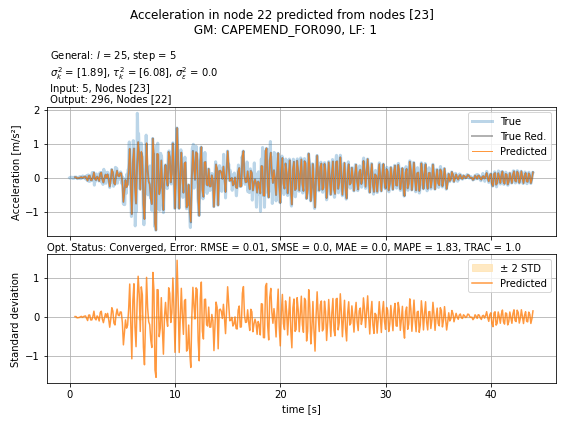 Acceleration in node 22 predicted from nodes [23]
GM: CAPEMEND_FOR090, LF: 1
General: l = 25, step = 5
σ²ₖ = [1.89], τ²ₖ = [6.08], σ²ε = 0.0
Input: 5, Nodes [23]
Output: 296, Nodes [22]
Acceleration [m/s²]
2
1
0
−1
True
True Red.
Predicted
Opt. Status: Converged, Error: RMSE = 0.01, SMSE = 0.0, MAE = 0.0, MAPE = 1.83, TRAC = 1.0
Standard deviation
1
0
−1
± 2 STD
Predicted
0
10
20
30
40
time [s]